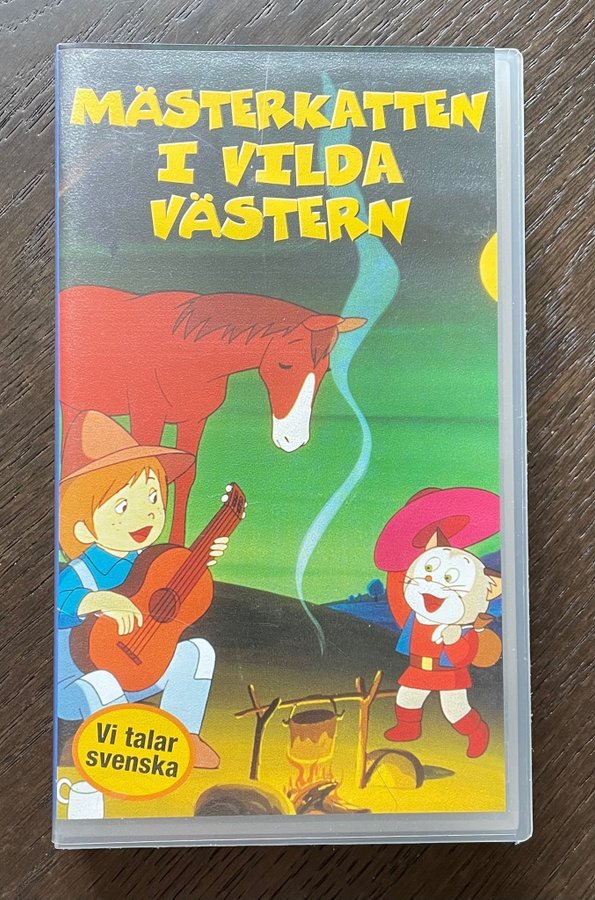 MÄSTERKATTEN
I VILDA
VÄSTERN
Vi talar
svenska